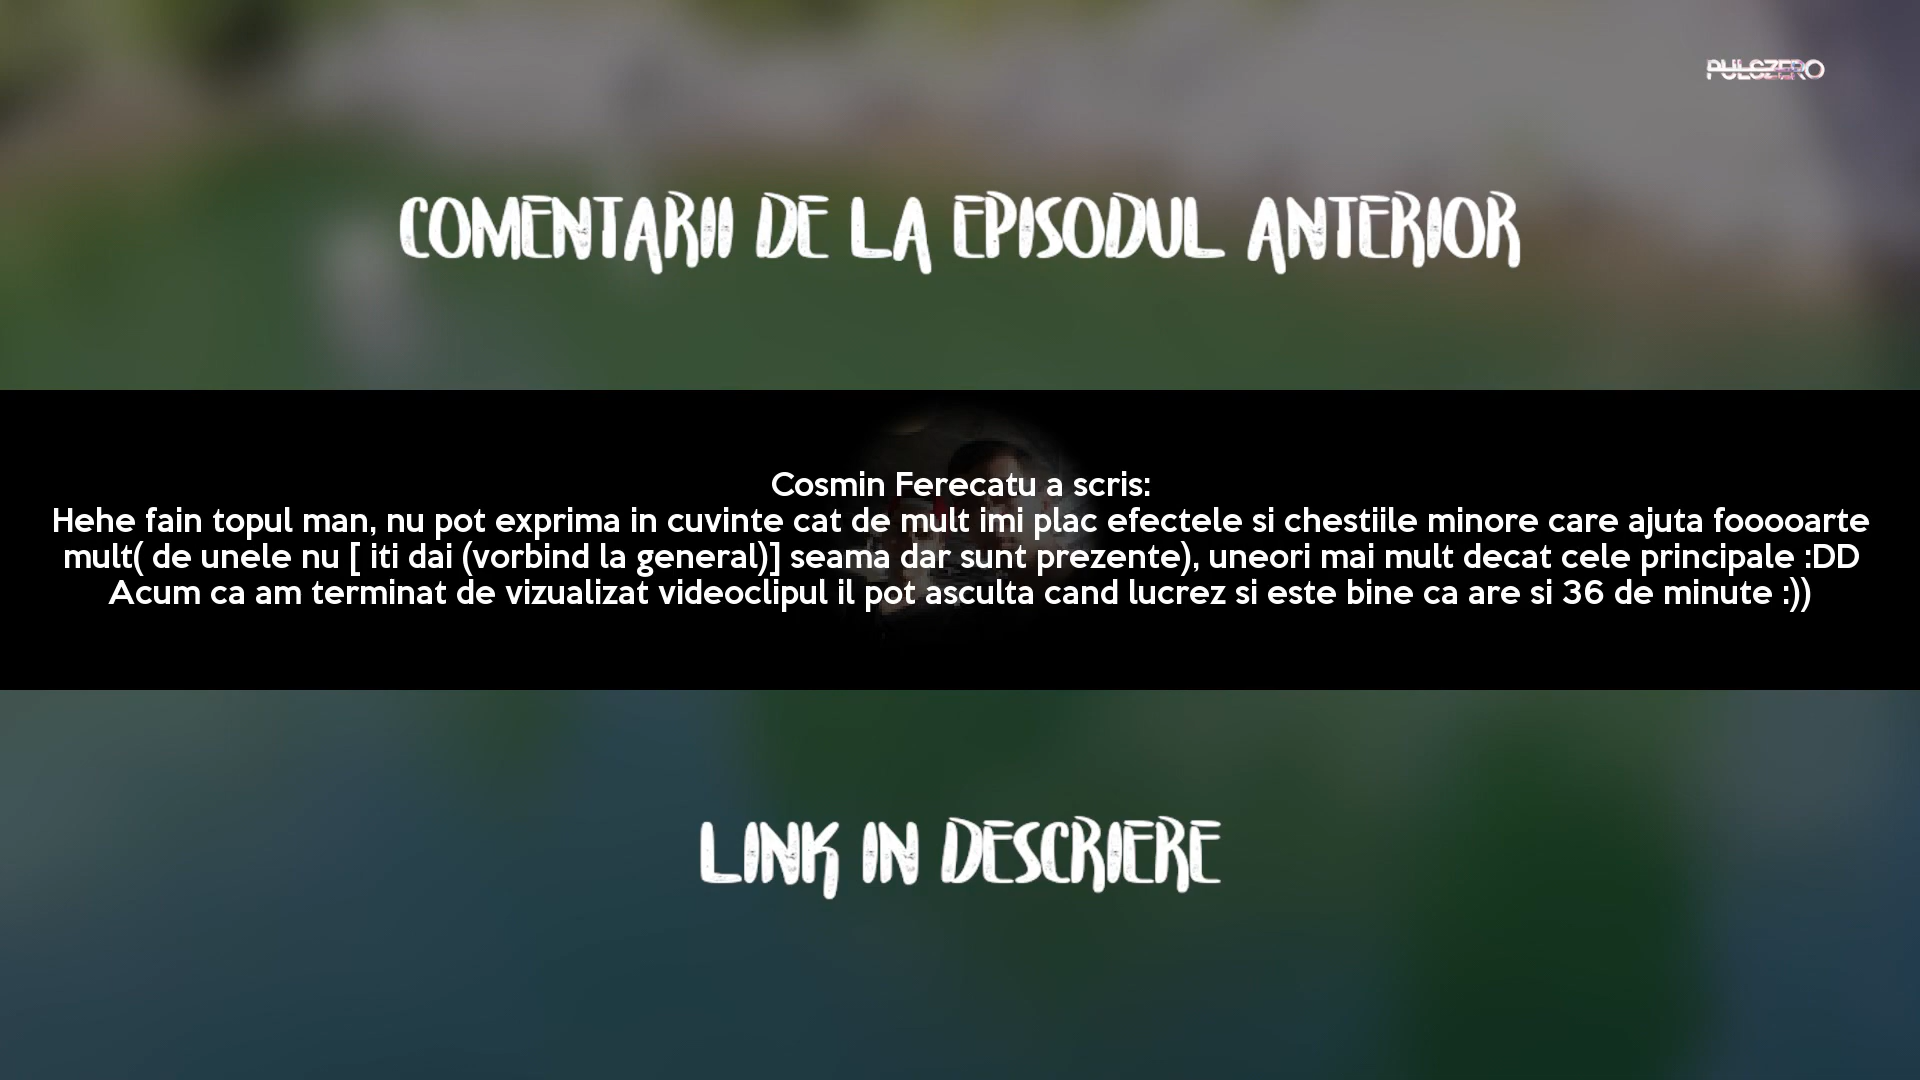 PULSZERO
COMENTARII DE LA EPISODUL ANTERIOR
Cosmin Ferecatu a scris:
Hehe fain topul man, nu pot exprima in cuvinte cat de mult imi plac efectele si chestiile minore care ajuta fooooarte
mult( de unele nu [ iti dai (vorbind la general)] seama dar sunt prezente), uneori mai mult decat cele principale :DD
Acum ca am terminat de vizualizat videoclipul il pot asculta cand lucrez si este bine ca are si 36 de minute :))
LINK IN DESCRIERE